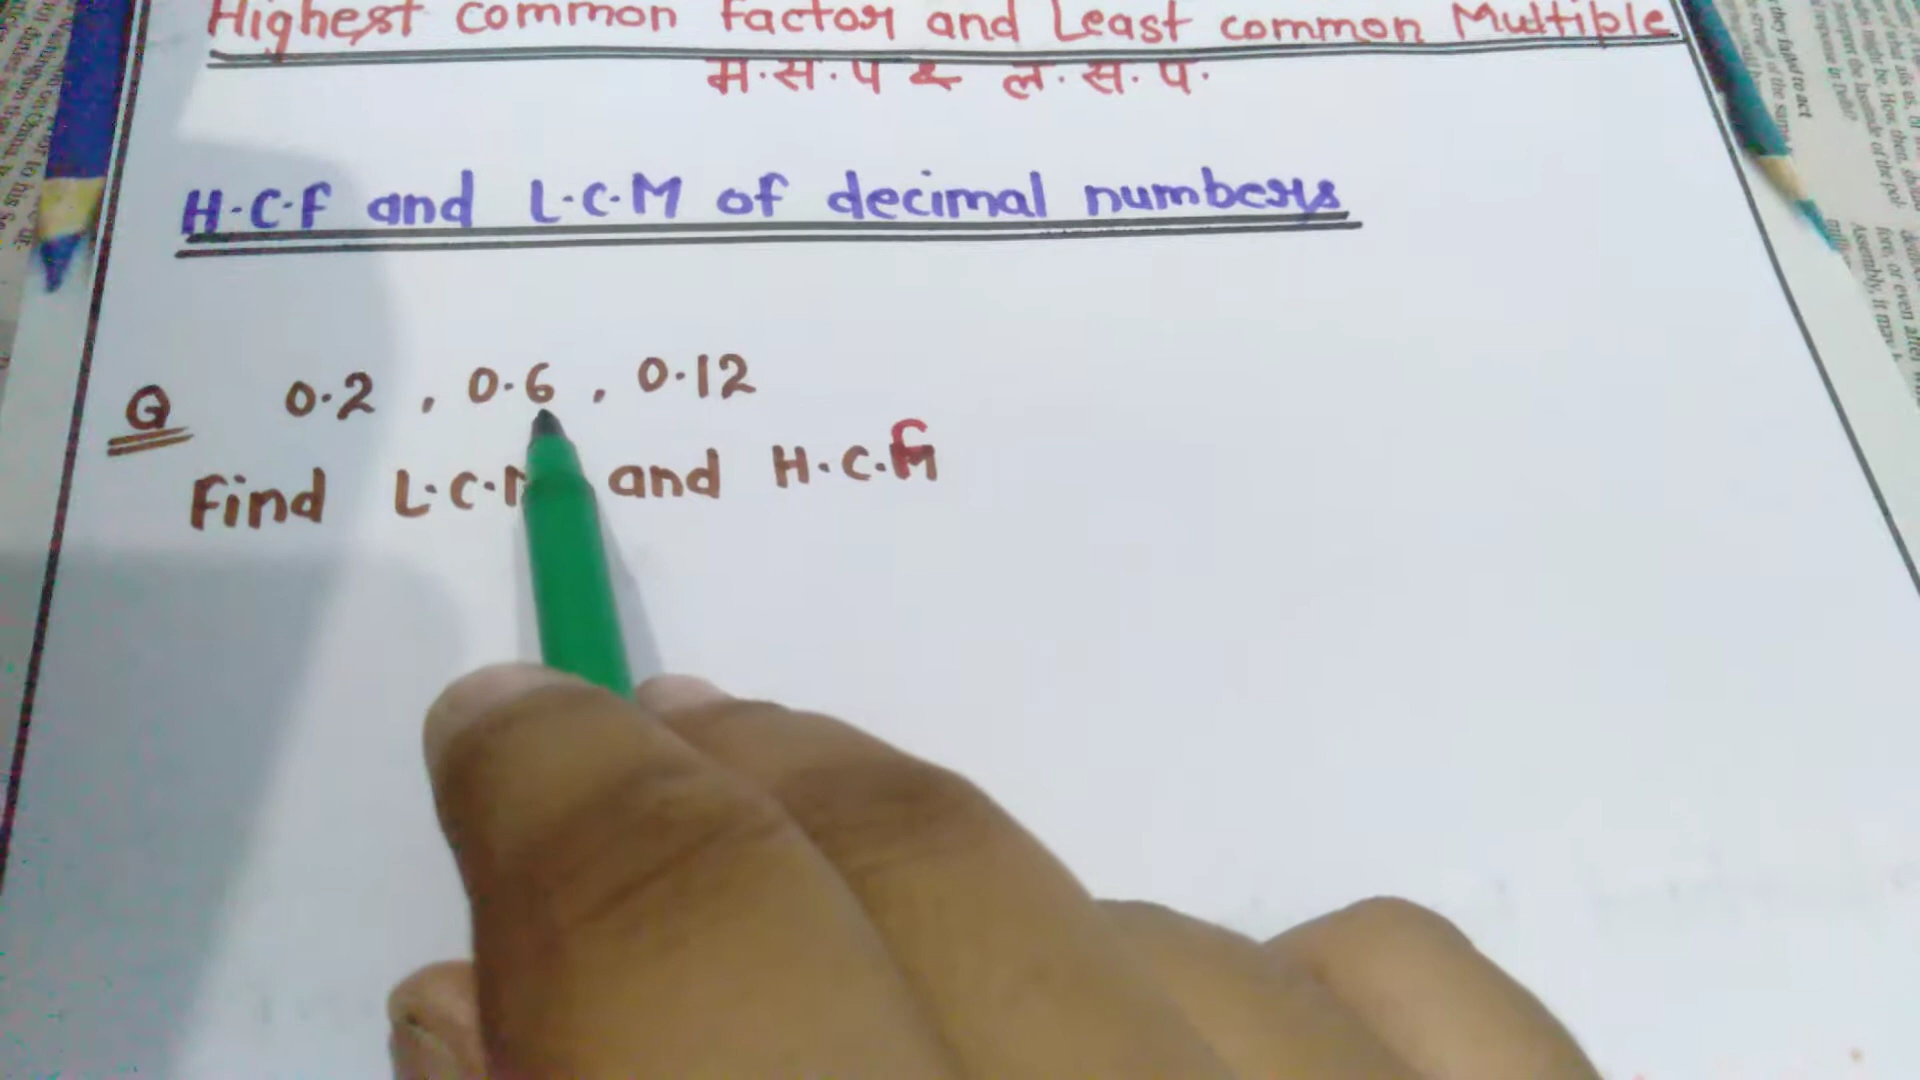 Highest common Factor and Least common Multiple
म.स.प & ल.स.प.
H.C.F and L.C.M of decimal numbers
Q 0.2 , 0.6 , 0.12
Find L.C.M and H.C.F